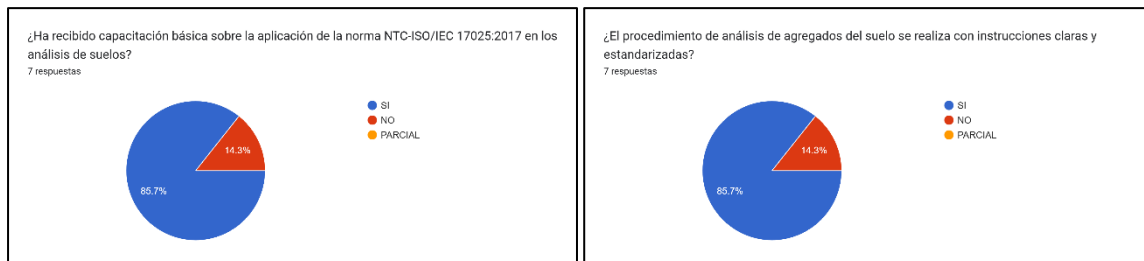 ¿Ha recibido capacitación básica sobre la aplicación de la norma NTC-ISO/IEC 17025:2017 en los
análisis de suelos?
7 respuestas
SI
NO
PARCIAL
14.3%
85.7%
¿El procedimiento de análisis de agregados del suelo se realiza con instrucciones claras y
estandarizadas?
7 respuestas
SI
NO
PARCIAL
14.3%
85.7%